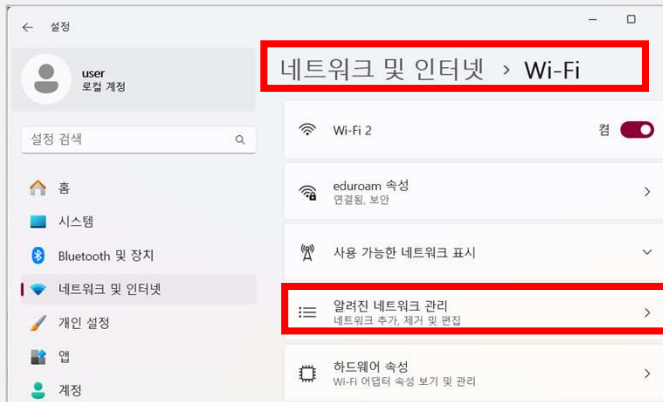 설정
user
로컬 계정
설정 검색
홈
시스템
Bluetooth 및 장치
네트워크 및 인터넷
개인 설정
앱
계정
네트워크 및 인터넷 > Wi-Fi
Wi-Fi 2
켬
eduroam 속성
연결됨, 보안
사용 가능한 네트워크 표시
알려진 네트워크 관리
네트워크 추가, 제거 및 편집
하드웨어 속성
Wi-Fi 어댑터 속성 보기 및 관리